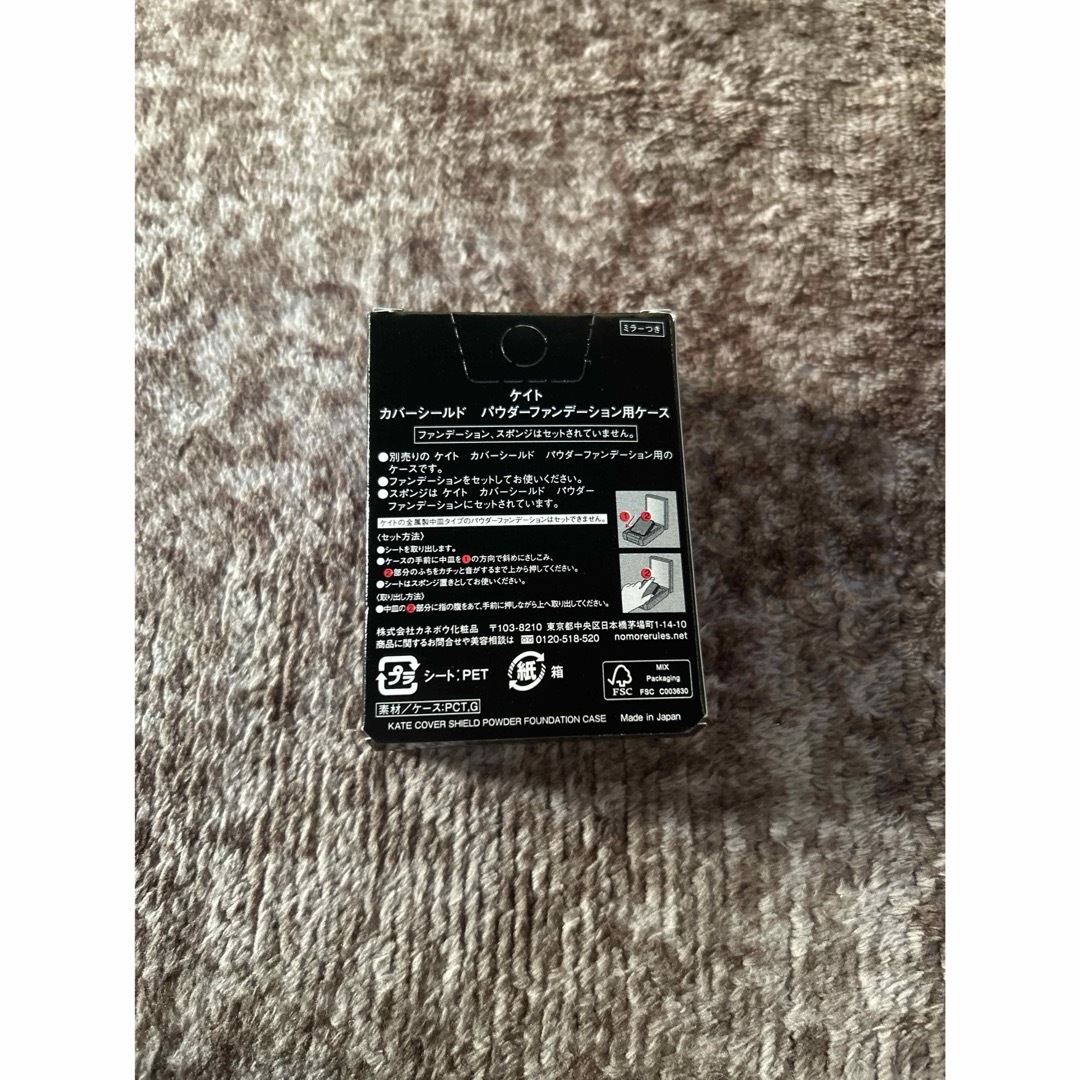 ミラーつき
ケイト
カバーシールド　パウダーファンデーション用ケース
ファンデーション、スポンジはセットされていません。
●別売りの ケイト　カバーシールド　パウダーファンデーション用の
ケースです。
●ファンデーションをセットしてお使いください。
●スポンジは ケイト　カバーシールド　パウダー
ファンデーションにセットされています。
ケイトの金属製中皿タイプのパウダーファンデーションはセットできません。
〈セット方法〉
●シートを取り出します。
●ケースの手前に中皿を❶の方向で斜めにさしこみ、
❷部分のふちをカチッと音がするまで上から押してください。
●シートはスポンジ置きとしてお使いください。
〈取り出し方法〉
●中皿の❷部分に指の腹をあて、手前に押しながら上へ取り出してください。
1 2
2
株式会社カネボウ化粧品　〒103-8210 東京都中央区日本橋茅場町1-14-10
商品に関するお問合せや美容相談は 0120-518-520 nomorerules.net
プラ シート:PET 紙 箱
FSC MIX
Packaging
FSC C003630
素材／ケース:PCT,G
KATE COVER SHIELD POWDER FOUNDATION CASE Made in Japan